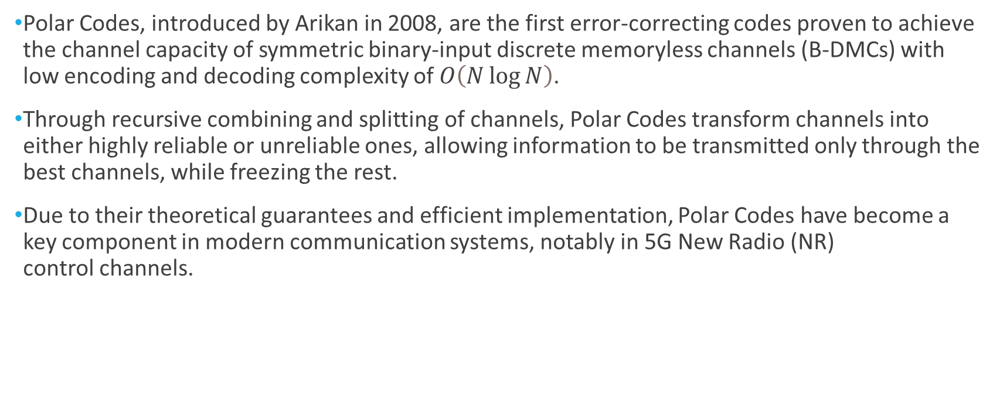 •Polar Codes, introduced by Arikan in 2008, are the first error-correcting codes proven to achieve
the channel capacity of symmetric binary-input discrete memoryless channels (B-DMCs) with
low encoding and decoding complexity of O(N log N).
•Through recursive combining and splitting of channels, Polar Codes transform channels into
either highly reliable or unreliable ones, allowing information to be transmitted only through the
best channels, while freezing the rest.
•Due to their theoretical guarantees and efficient implementation, Polar Codes have become a
key component in modern communication systems, notably in 5G New Radio (NR)
control channels.